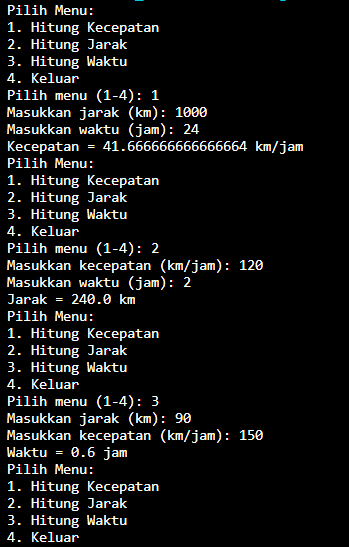 Pilih Menu:
1. Hitung Kecepatan
2. Hitung Jarak
3. Hitung Waktu
4. Keluar
Pilih menu (1-4): 1
Masukkan jarak (km): 1000
Masukkan waktu (jam): 24
Kecepatan = 41.666666666666664 km/jam
Pilih Menu:
1. Hitung Kecepatan
2. Hitung Jarak
3. Hitung Waktu
4. Keluar
Pilih menu (1-4): 2
Masukkan kecepatan (km/jam): 120
Masukkan waktu (jam): 2
Jarak = 240.0 km
Pilih Menu:
1. Hitung Kecepatan
2. Hitung Jarak
3. Hitung Waktu
4. Keluar
Pilih menu (1-4): 3
Masukkan jarak (km): 90
Masukkan kecepatan (km/jam): 150
Waktu = 0.6 jam
Pilih Menu:
1. Hitung Kecepatan
2. Hitung Jarak
3. Hitung Waktu
4. Keluar